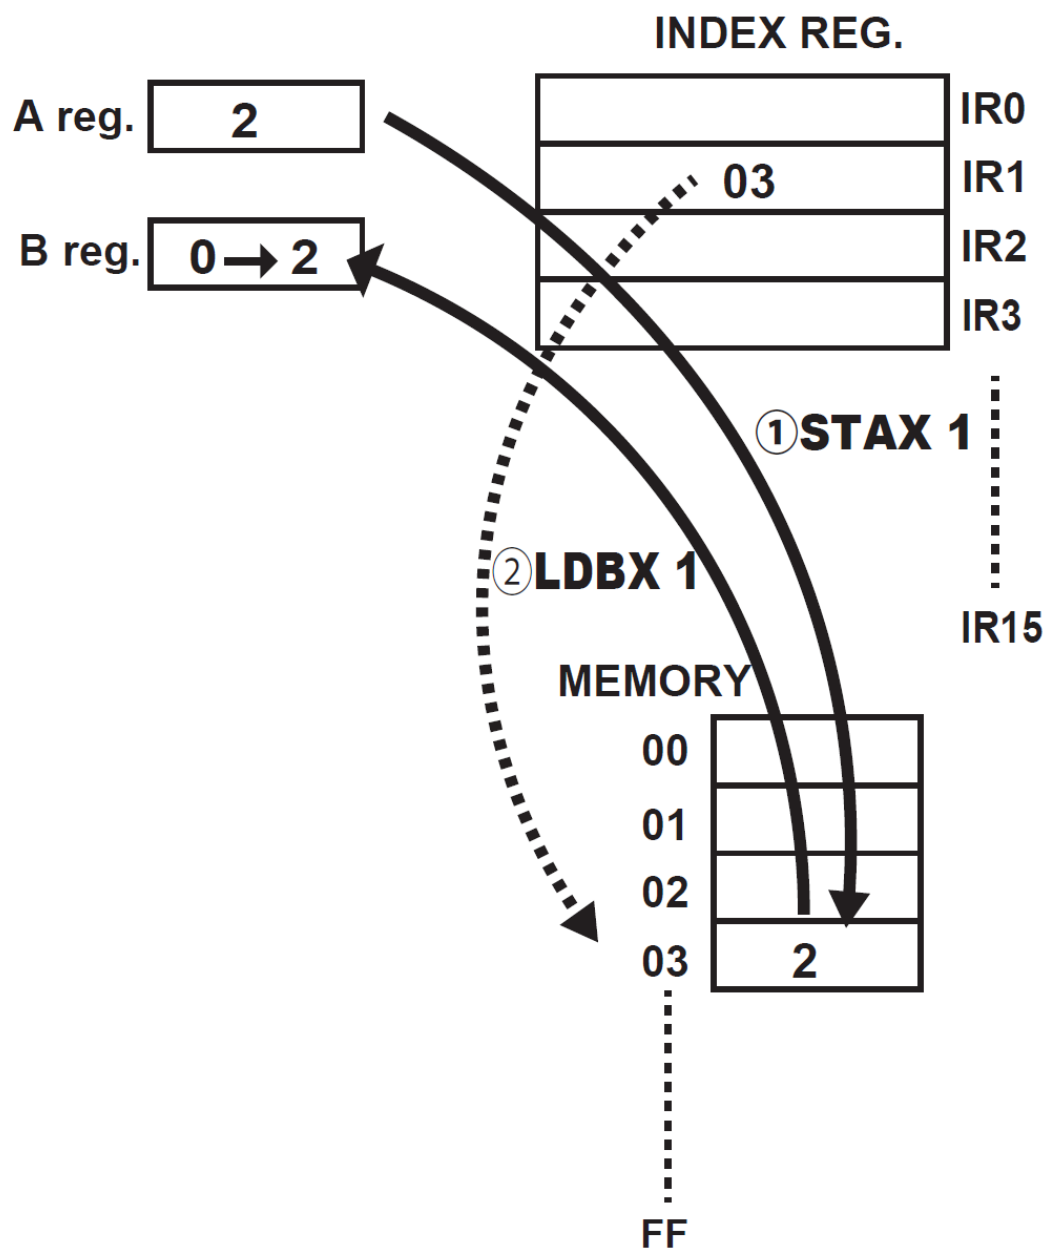 INDEX REG.
A reg. 2
B reg. 0→2
IR0
03 IR1
IR2
IR3
①STAX 1
②LDBX 1
IR15
MEMORY
00
01
02
03 2
FF